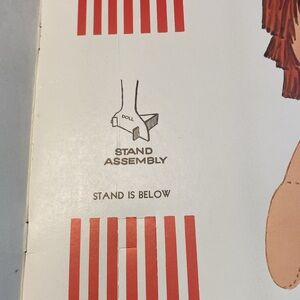 DOLL
STAND
ASSEMBLY
STAND IS BELOW